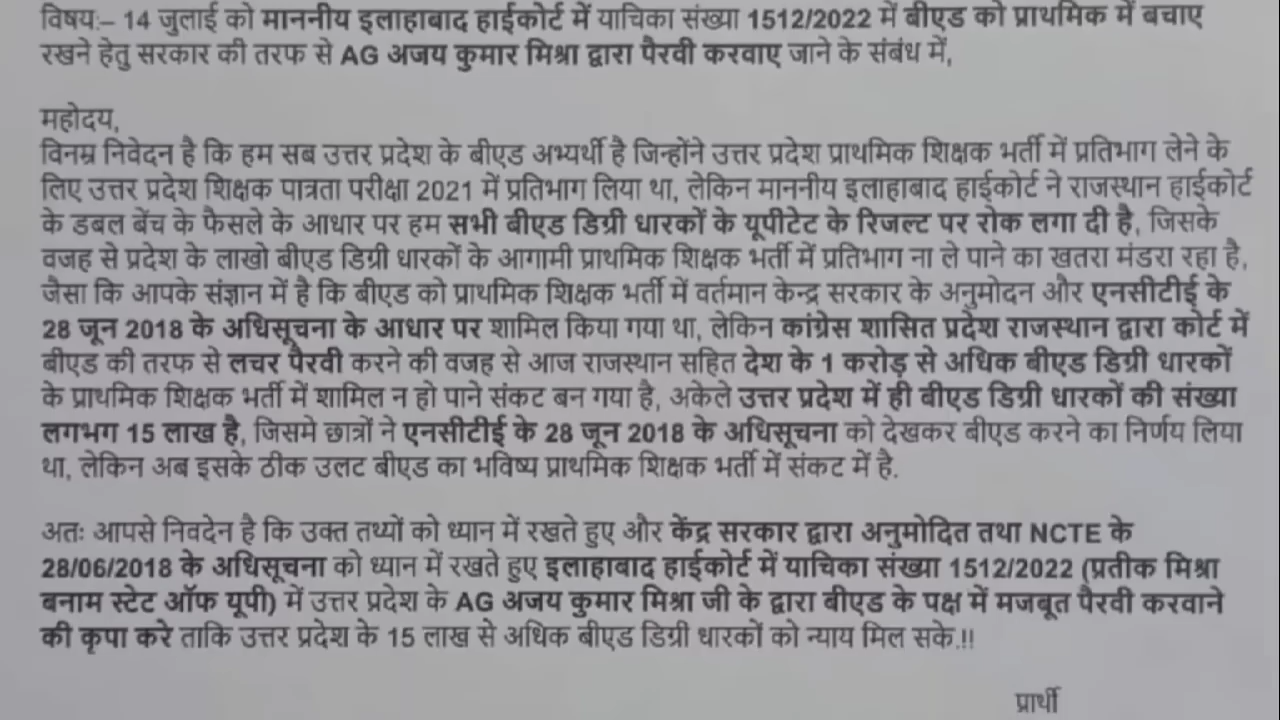 विषय:– 14 जुलाई को माननीय इलाहाबाद हाईकोर्ट में याचिका संख्या 1512/2022 में बीएड को प्राथमिक में बचाए
रखने हेतु सरकार की तरफ से AG अजय कुमार मिश्रा द्वारा पैरवी करवाए जाने के संबंध में,
महोदय,
विनम्र निवेदन है कि हम सब उत्तर प्रदेश के बीएड अभ्यर्थी है जिन्होंने उत्तर प्रदेश प्राथमिक शिक्षक भर्ती में प्रतिभाग लेने के
लिए उत्तर प्रदेश शिक्षक पात्रता परीक्षा 2021 में प्रतिभाग लिया था, लेकिन माननीय इलाहाबाद हाईकोर्ट ने राजस्थान हाईकोर्ट
के डबल बेंच के फैसले के आधार पर हम सभी बीएड डिग्री धारकों के यूपीटेट के रिजल्ट पर रोक लगा दी है, जिसके
वजह से प्रदेश के लाखो बीएड डिग्री धारकों के आगामी प्राथमिक शिक्षक भर्ती में प्रतिभाग ना ले पाने का खतरा मंडरा रहा है,
जैसा कि आपके संज्ञान में है कि बीएड को प्राथमिक शिक्षक भर्ती में वर्तमान केन्द्र सरकार के अनुमोदन और एनसीटीई के
28 जून 2018 के अधिसूचना के आधार पर शामिल किया गया था, लेकिन कांग्रेस शासित प्रदेश राजस्थान द्वारा कोर्ट में
बीएड की तरफ से लचर पैरवी करने की वजह से आज राजस्थान सहित देश के 1 करोड़ से अधिक बीएड डिग्री धारकों
के प्राथमिक शिक्षक भर्ती में शामिल न हो पाने संकट बन गया है, अकेले उत्तर प्रदेश में ही बीएड डिग्री धारकों की संख्या
लगभग 15 लाख है, जिसमे छात्रों ने एनसीटीई के 28 जून 2018 के अधिसूचना को देखकर बीएड करने का निर्णय लिया
था, लेकिन अब इसके ठीक उलट बीएड का भविष्य प्राथमिक शिक्षक भर्ती में संकट में है.
अतः आपसे निवदेन है कि उक्त तथ्यों को ध्यान में रखते हुए और केंद्र सरकार द्वारा अनुमोदित तथा NCTE के
28/06/2018 के अधिसूचना को ध्यान में रखते हुए इलाहाबाद हाईकोर्ट में याचिका संख्या 1512/2022 (प्रतीक मिश्रा
बनाम स्टेट ऑफ यूपी) में उत्तर प्रदेश के AG अजय कुमार मिश्रा जी के द्वारा बीएड के पक्ष में मजबूत पैरवी करवाने
की कृपा करे ताकि उत्तर प्रदेश के 15 लाख से अधिक बीएड डिग्री धारकों को न्याय मिल सके.!!
प्रार्थी